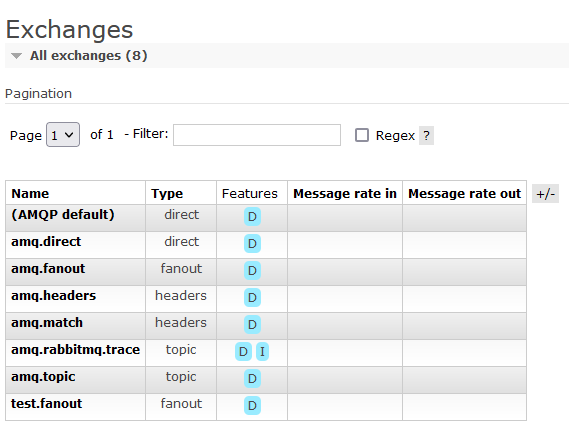 Exchanges
All exchanges (8)
Pagination
Page 1 of 1 - Filter: Regex ?
Name Type Features Message rate in Message rate out +/-
(AMQP default) direct D
amq.direct direct D
amq.fanout fanout D
amq.headers headers D
amq.match headers D
amq.rabbitmq.trace topic D I
amq.topic topic D
test.fanout fanout D